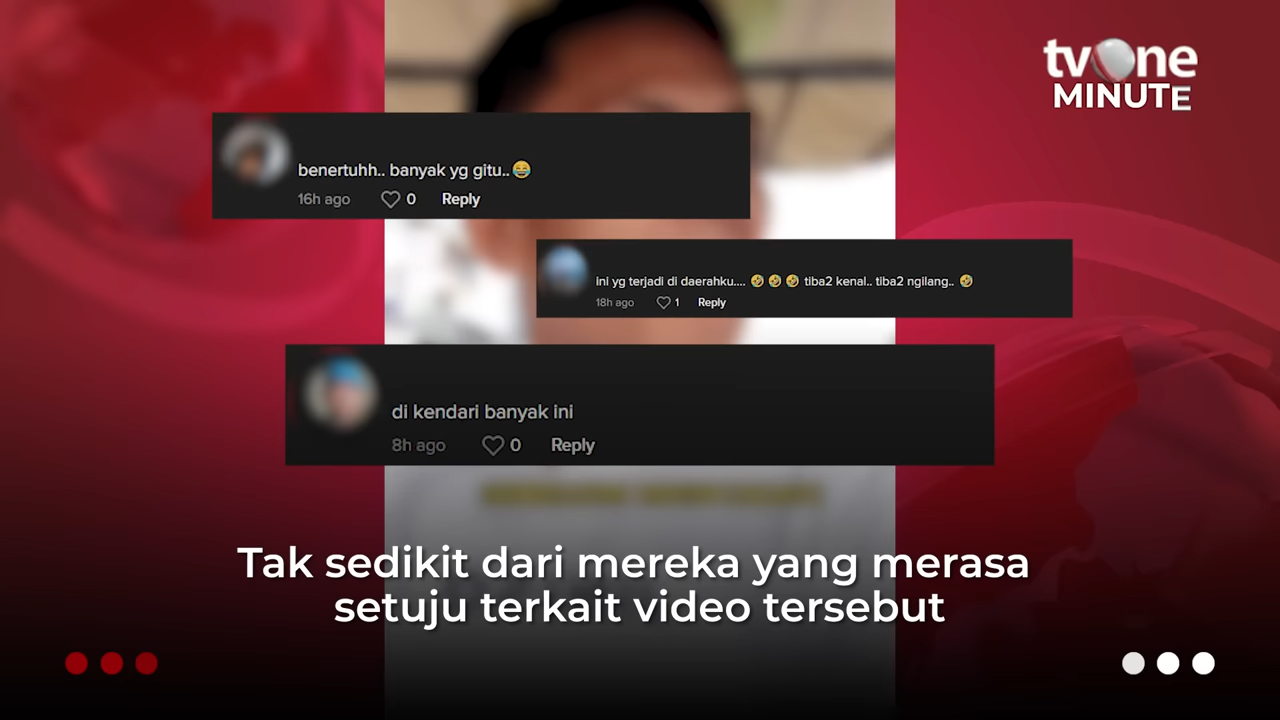 tvOne
MINUTE
benertuhh.. banyak yg gitu..😂
16h ago 0 Reply
ini yg terjadi di daerahku.... 🤣🤣🤣 tiba2 kenal.. tiba2 ngilang.. 🤣
18h ago 1 Reply
di kendari banyak ini
8h ago 0 Reply
Tak sedikit dari mereka yang merasa
setuju terkait video tersebut